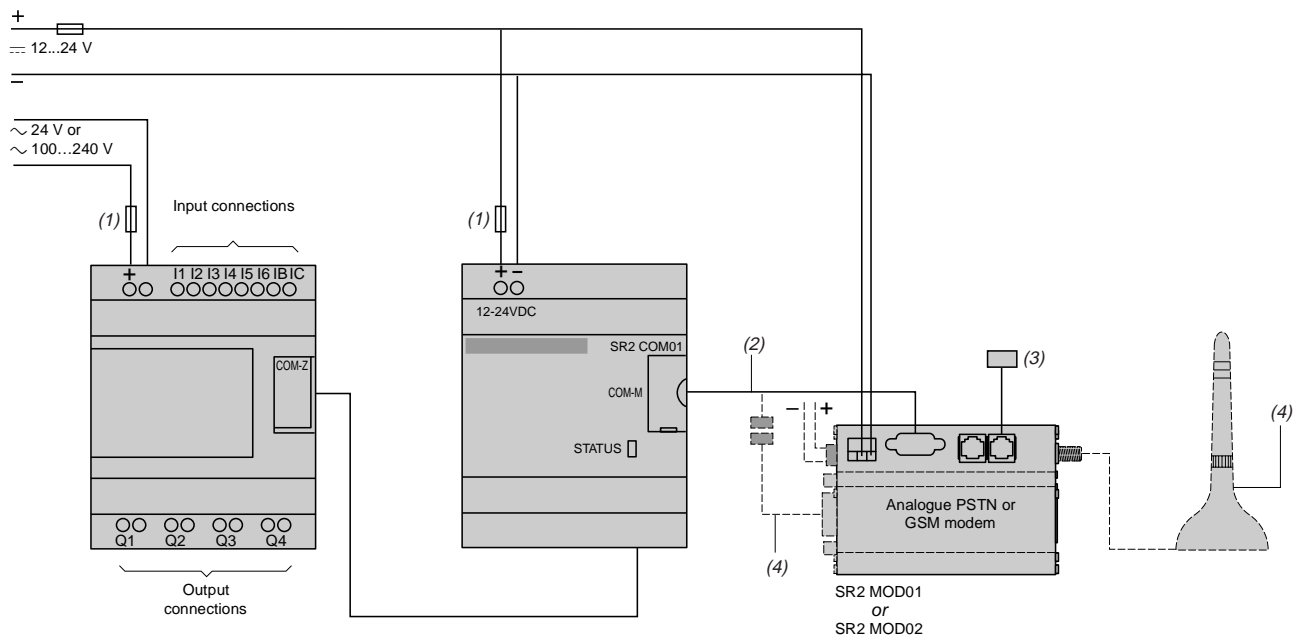 +
⎓ 12...24 V
–
∼ 24 V or
∼ 100…240 V
(1)
Input connections
(1)
+
I1 I2 I3 I4 I5 I6 IB IC
COM-Z
Q1 Q2 Q3 Q4
Output
connections
+ –
12-24VDC
SR2 COM01
COM-M
STATUS
(2)
(3)
– +
(4)
Analogue PSTN or
GSM modem
(4)
SR2 MOD01
or
SR2 MOD02